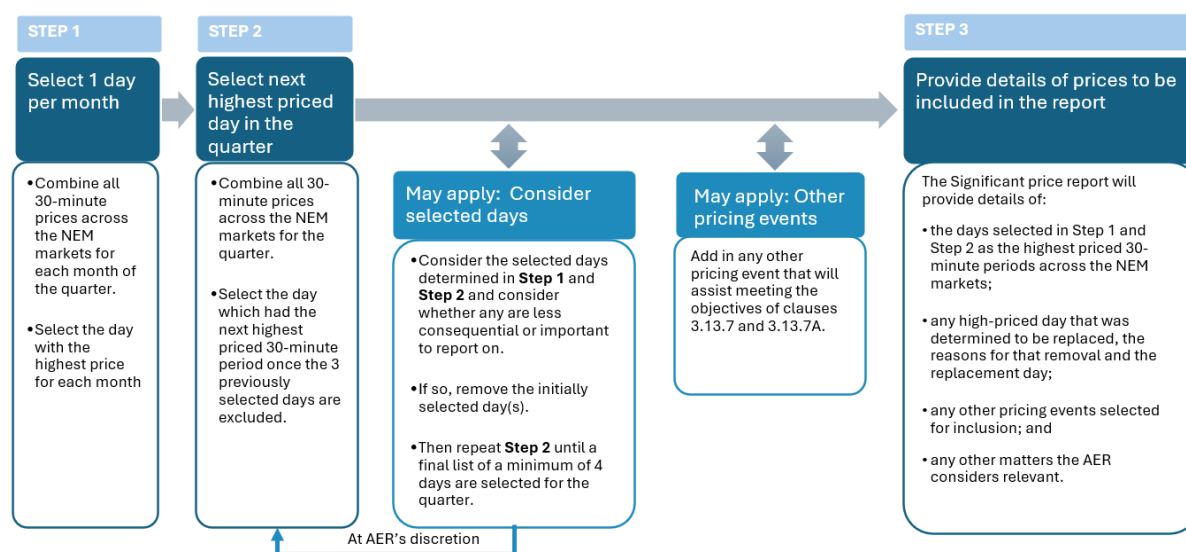 STEP 1
Select 1 day
per month
•Combine all
30-minute
prices across
the NEM
markets for
each month of
the quarter.
•Select the day
with the
highest price
for each month
STEP 2
Select next
highest priced
day in the
quarter
•Combine all 30-
minute prices
across the NEM
markets for the
quarter.
•Select the day
which had the
next highest
priced 30-minute
period once the 3
previously
selected days are
excluded.
May apply: Consider
selected days
•Consider the selected days
determined in Step 1 and
Step 2 and consider
whether any are less
consequential or important
to report on.
•If so, remove the initially
selected day(s).
•Then repeat Step 2 until a
final list of a minimum of 4
days are selected for the
quarter.
At AER's discretion
May apply: Other
pricing events
Add in any other
pricing event that will
assist meeting the
objectives of clauses
3.13.7 and 3.13.7A.
STEP 3
Provide details of prices to be
included in the report
The Significant price report will
provide details of:
•the days selected in Step 1 and
Step 2 as the highest priced 30-
minute periods across the NEM
markets;
•any high-priced day that was
determined to be replaced, the
reasons for that removal and the
replacement day;
•any other pricing events selected
for inclusion; and
•any other matters the AER
considers relevant.